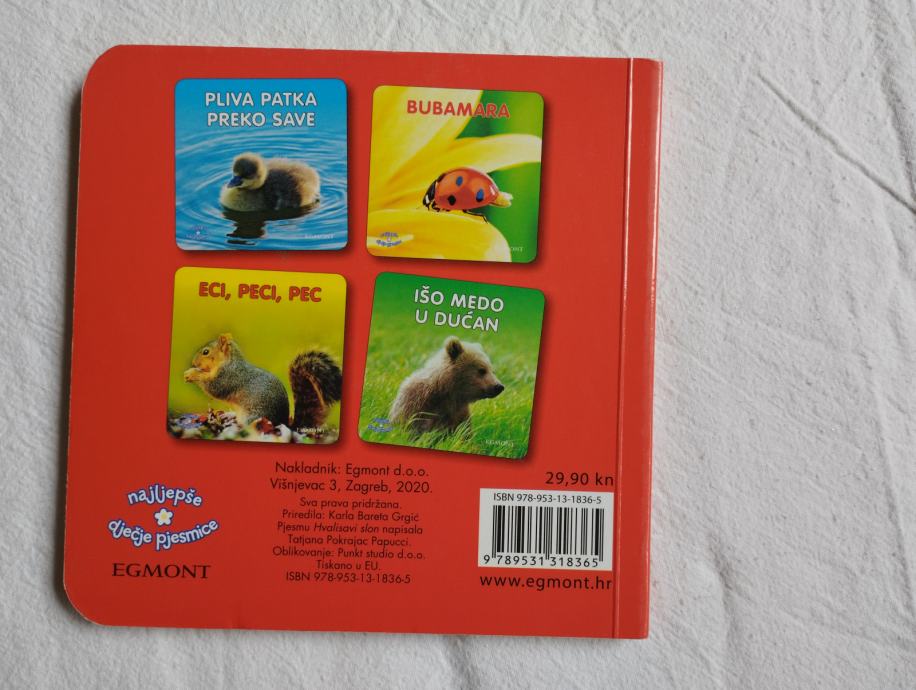 PLIVA PATKA
PREKO SAVE
EGMONT
BUBAMARA
ECI, PECI, PEC
EGMONT
IŠO MEDO
U DUĆAN
EGMONT
najljepše
dječje pjesmice
EGMONT
Nakladnik: Egmont d.o.o.
Višnjevac 3, Zagreb, 2020.
Sva prava pridržana.
Priredila: Karla Bareta Grgić
Pjesmu Hvalisavi slon napisala
Tatjana Pokrajac Papucci.
Oblikovanje: Punkt studio d.o.o.
Tiskano u EU.
ISBN 978-953-13-1836-5
29,90 kn
ISBN 978-953-13-1836-5
9 789531 318365
www.egmont.hr